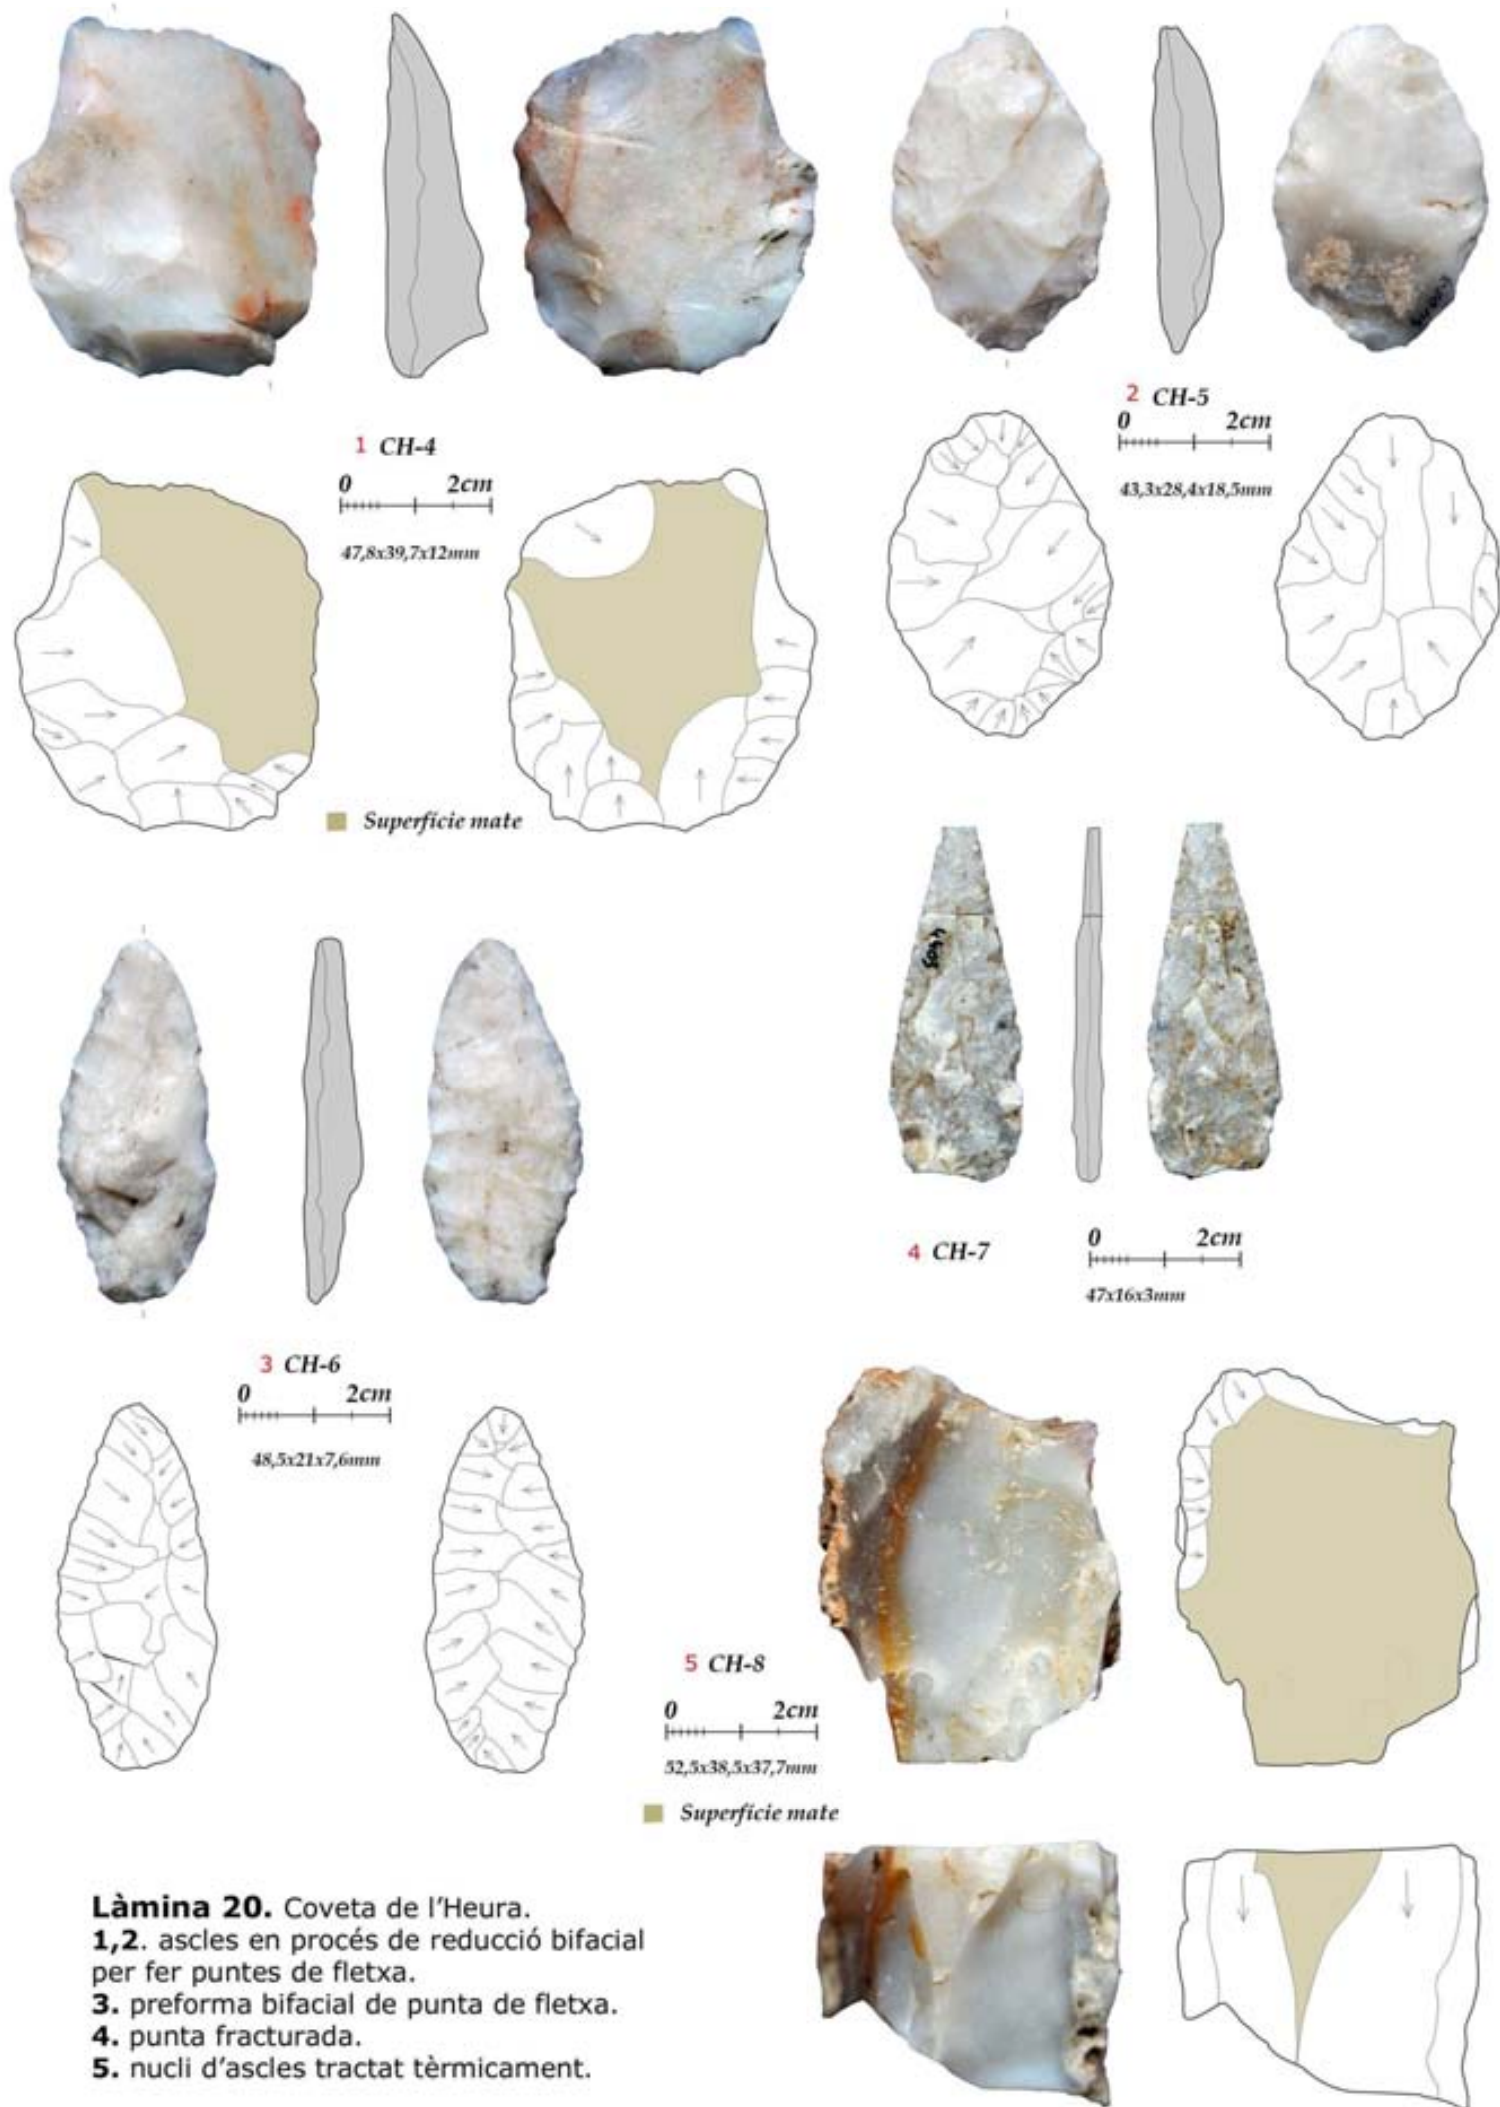 1 CH-4
0 2cm
47,8x39,7x12mm
Superfície mate
2 CH-5
0 2cm
43,3x28,4x18,5mm
3 CH-6
0 2cm
48,5x21x7,6mm
4 CH-7
0 2cm
47x16x3mm
5 CH-8
0 2cm
52,5x38,5x37,7mm
Superfície mate
Làmina 20. Coveta de l'Heura.
1,2. ascles en procés de reducció bifacial
per fer puntes de fletxa.
3. preforma bifacial de punta de fletxa.
4. punta fracturada.
5. nucli d'ascles tractat tèrmicament.